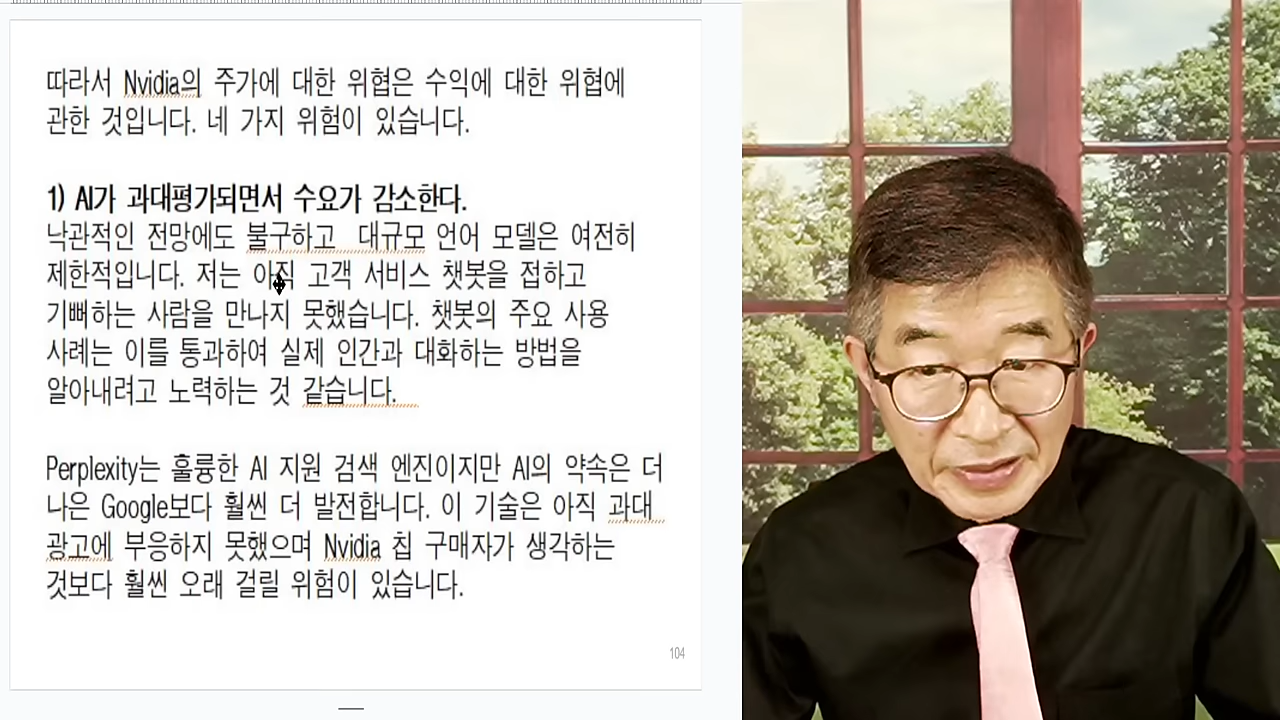 따라서 Nvidia의 주가에 대한 위협은 수익에 대한 위협에
관한 것입니다. 네 가지 위험이 있습니다.
1) AI가 과대평가되면서 수요가 감소한다.
낙관적인 전망에도 불구하고 대규모 언어 모델은 여전히
제한적입니다. 저는 아직 고객 서비스 챗봇을 접하고
기뻐하는 사람을 만나지 못했습니다. 챗봇의 주요 사용
사례는 이를 통과하여 실제 인간과 대화하는 방법을
알아내려고 노력하는 것 같습니다.
Perplexity는 훌륭한 AI 지원 검색 엔진이지만 AI의 약속은 더
나은 Google보다 훨씬 더 발전합니다. 이 기술은 아직 과대
광고에 부응하지 못했으며 Nvidia 칩 구매자가 생각하는
것보다 훨씬 오래 걸릴 위험이 있습니다.
104